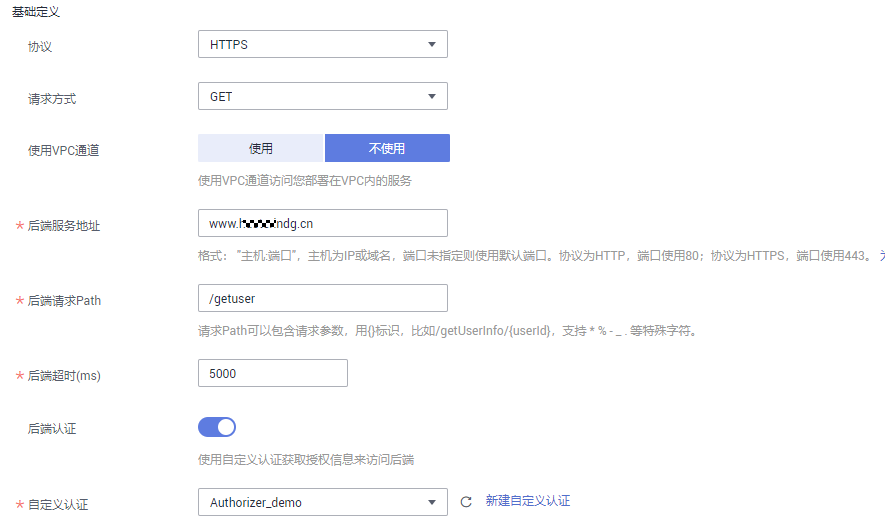 基础定义
协议 HTTPS
请求方式 GET
使用VPC通道 使用 不使用
使用VPC通道访问您部署在VPC内的服务
* 后端服务地址 www.h ndg.cn
格式： "主机:端口"，主机为IP或域名，端口未指定则使用默认端口。协议为HTTP，端口使用80；协议为HTTPS，端口使用443。
* 后端请求Path /getuser
请求Path可以包含请求参数，用{}标识，比如/getUserInfo/{userId}，支持 * % - _ . 等特殊字符。
* 后端超时(ms) 5000
后端认证
使用自定义认证获取授权信息来访问后端
* 自定义认证 Authorizer_demo 新建自定义认证